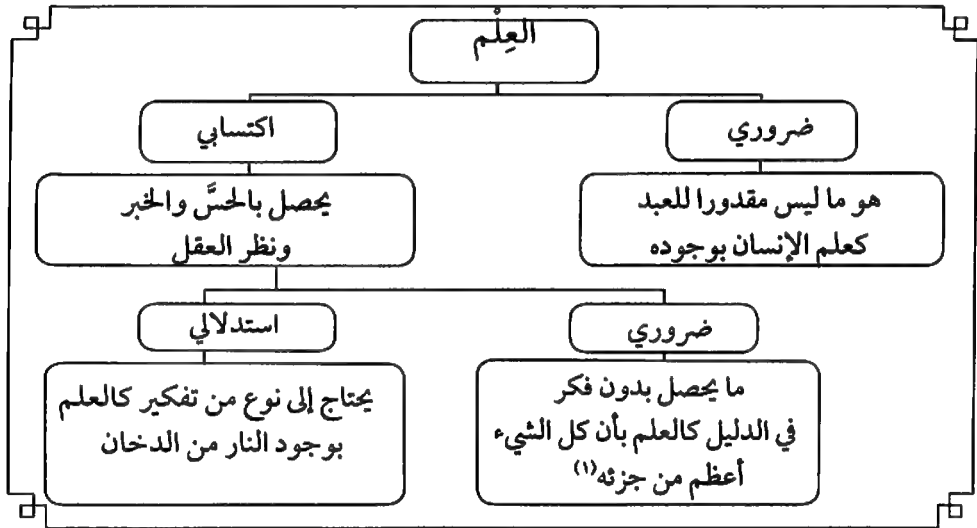 العِلْم
ضروري
اكتسابي
هو ما ليس مقدورا للعبد
كعلم الإنسان بوجوده
يحصل بالحسَّ والخبر
ونظر العقل
ضروري
استدلالي
ما يحصل بدون فكر
في الدليل كالعلم بأن كل الشيء
أعظم من جزئه(١)
يحتاج إلى نوع من تفكير كالعلم
بوجود النار من الدخان